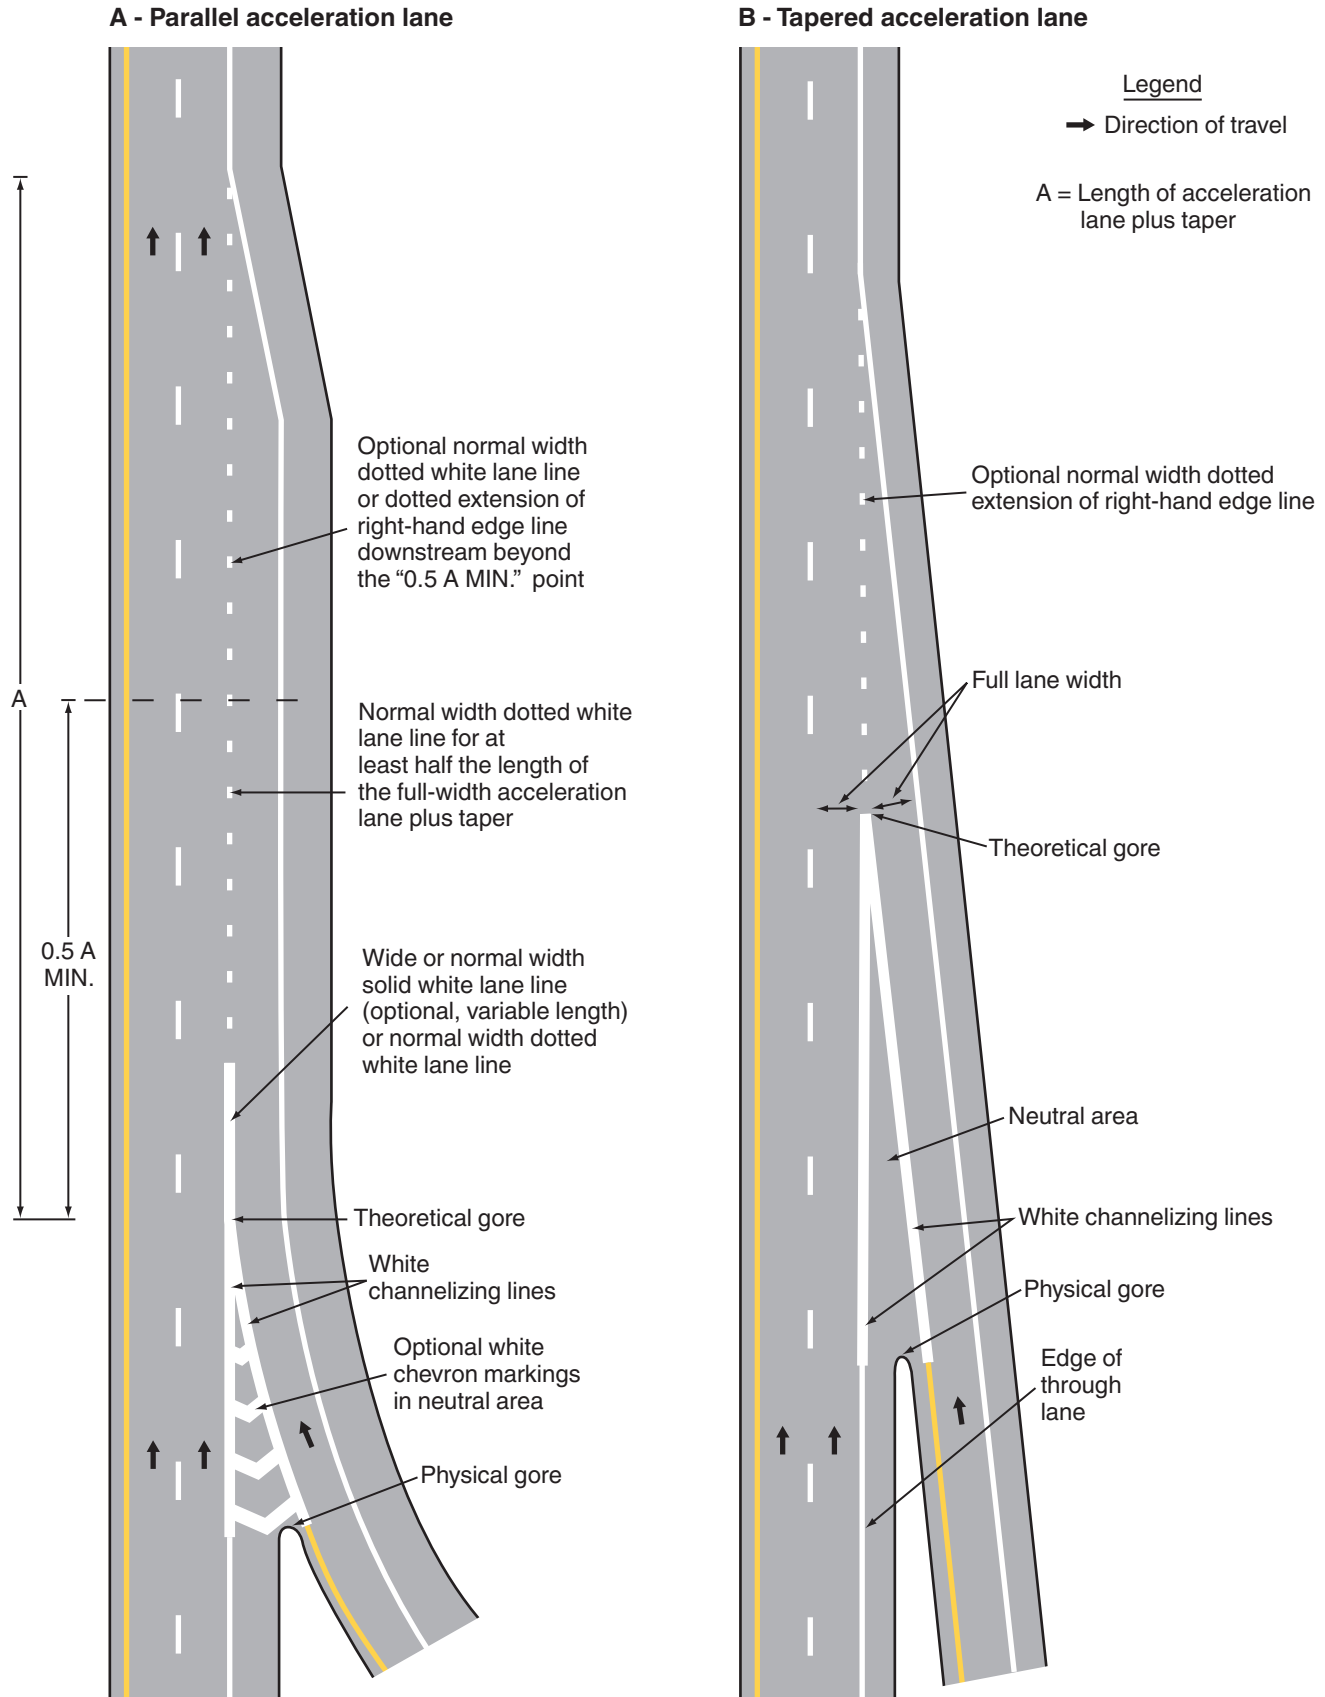 A - Parallel acceleration lane
A
0.5 A
MIN.
Optional normal width
dotted white lane line
or dotted extension of
right-hand edge line
downstream beyond
the “0.5 A MIN.” point
Normal width dotted white
lane line for at
least half the length of
the full-width acceleration
lane plus taper
Wide or normal width
solid white lane line
(optional, variable length)
or normal width dotted
white lane line
Theoretical gore
White
channelizing lines
Optional white
chevron markings
in neutral area
Physical gore
B - Tapered acceleration lane
Legend
Direction of travel
A = Length of acceleration
lane plus taper
Optional normal width dotted
extension of right-hand edge line
Full lane width
Theoretical gore
Neutral area
White channelizing lines
Physical gore
Edge of
through
lane